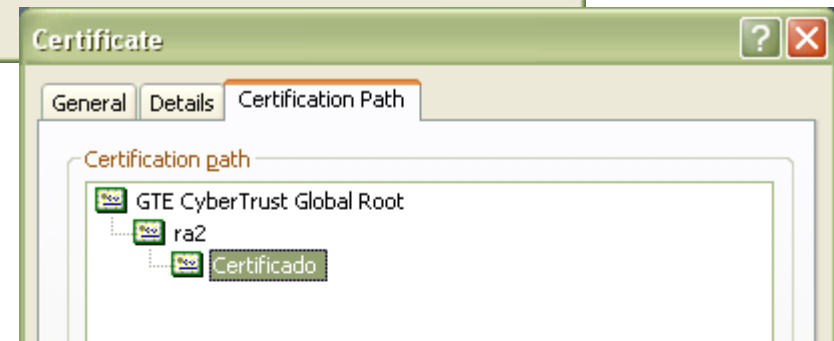 Certificate
General Details Certification Path
Certification path
GTE CyberTrust Global Root
ra2
Certificado